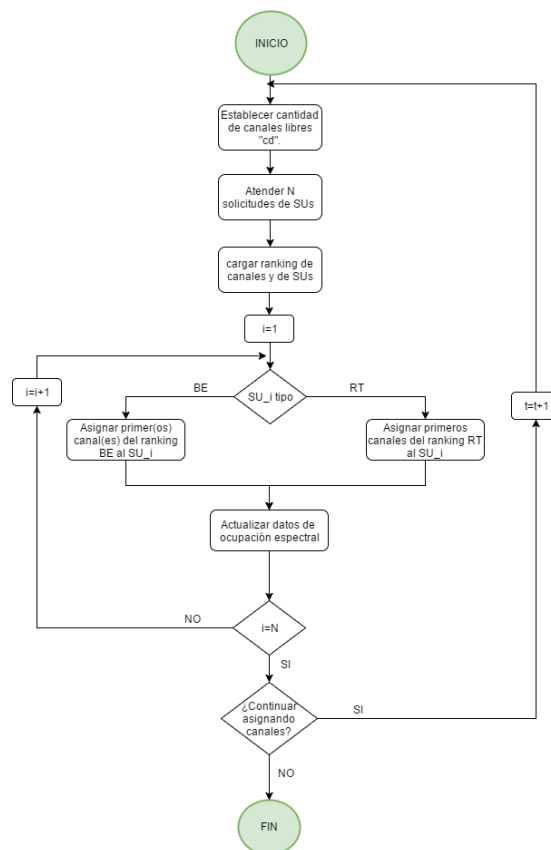 INICIO
Establecer cantidad
de canales libres
"cd".
Atender N
solicitudes de SUs
cargar ranking de
canales y de SUs
i=1
i=i+1
BE
SU_i tipo
RT
t=t+1
Asignar primer(os)
canal(es) del ranking
BE al SU_i
Asignar primeros
canales del ranking RT
al SU_i
Actualizar datos de
ocupación espectral
NO
i=N
SI
¿Continuar
asignando
canales?
SI
NO
FIN